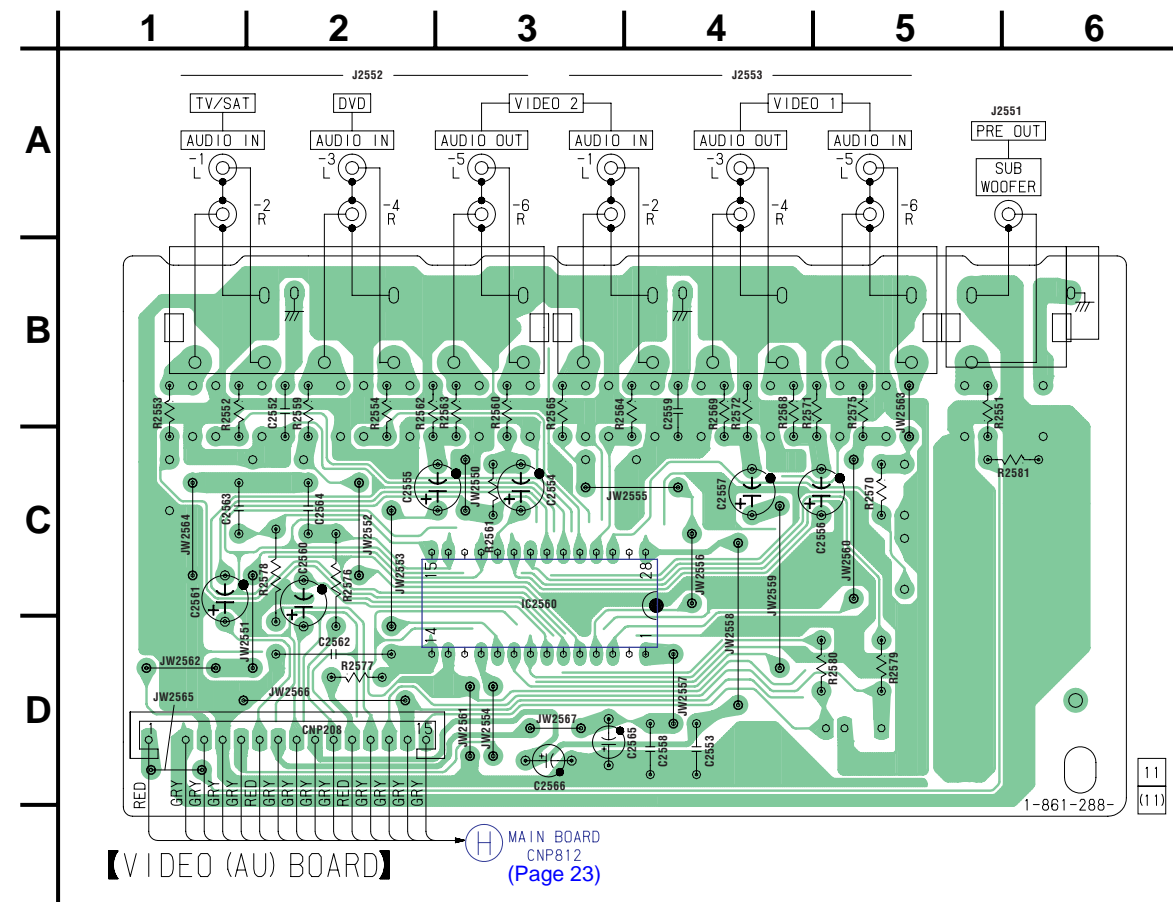 1 2 3 4 5 6
J2552 J2553
TV/SAT DVD VIDEO 2 VIDEO 1 J2551
PRE OUT
A
AUDIO IN AUDIO IN AUDIO OUT AUDIO IN AUDIO OUT AUDIO IN
SUB
WOOFER
-1 -3 -5 -1 -3 -5
L L L L L L
-2 -4 -6 -2 -4 -6
R R R R R R
B
R2553 R2552 C2552 R2559 R2554 R2562 R2563 R2560 R2565 R2564 C2559 R2569 R2572 R2568 R2571 R2575 JW2563 R2551
R2581
C
JW2564 C2563 C2564 JW2552 C2555 JW2550 R2561 C2554 JW2555 C2557 C2556 R2570
C2561 R2578 C2560 R2576 JW2553 JW2556 JW2559 JW2560
15 28
IC2560
14 1
JW2551 C2562 JW2558
D
JW2562 R2577 JW2557 R2580 R2579
JW2565 JW2566
1 CNP208 15 JW2561 JW2554 JW2567 C2565 C2558 C2553
C2566
RED GRY GRY GRY RED GRY GRY GRY GRY GRY RED GRY GRY GRY GRY
1-861-288-
11
(11)
H MAIN BOARD
CNP812
(Page 23)
【VIDEO (AU) BOARD】